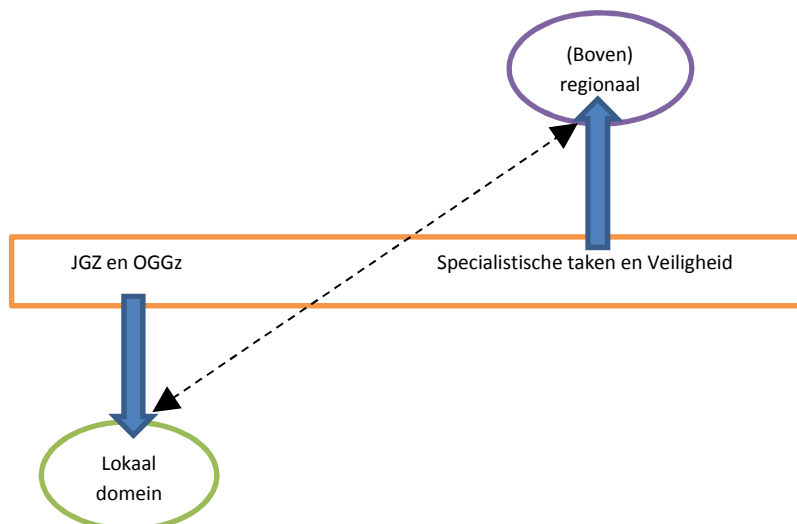 (Boven)
regionaal
JGZ en OGGz
Specialistische taken en Veiligheid
Lokaal
domein